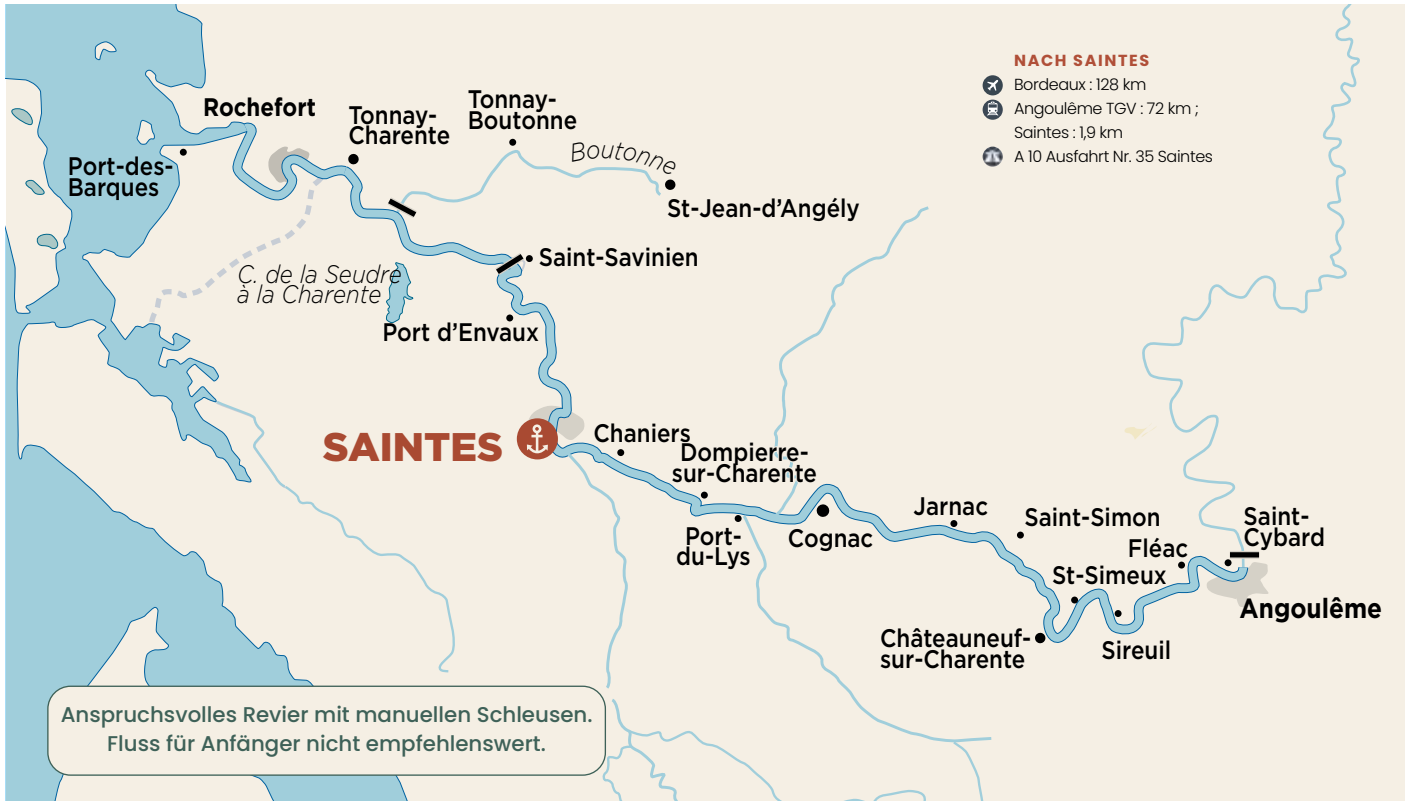 NACH SAINTES
Bordeaux : 128 km
Angoulême TGV : 72 km ;
Saintes : 1,9 km
A 10 Ausfahrt Nr. 35 Saintes
Rochefort
Tonnay-
Charente
Tonnay-
Boutonne
Boutonne
Port-des-
Barques
St-Jean-d'Angély
Saint-Savinien
C. de la Seudre
à la Charente
Port d'Envaux
SAINTES
Chaniers
Dompierre-
sur-Charente
Port-
du-Lys
Cognac
Jarnac
Saint-Simon
Saint-
Cybard
Fléac
St-Simeux
Angoulême
Châteauneuf-
sur-Charente
Sireuil
Anspruchsvolles Revier mit manuellen Schleusen.
Fluss für Anfänger nicht empfehlenswert.